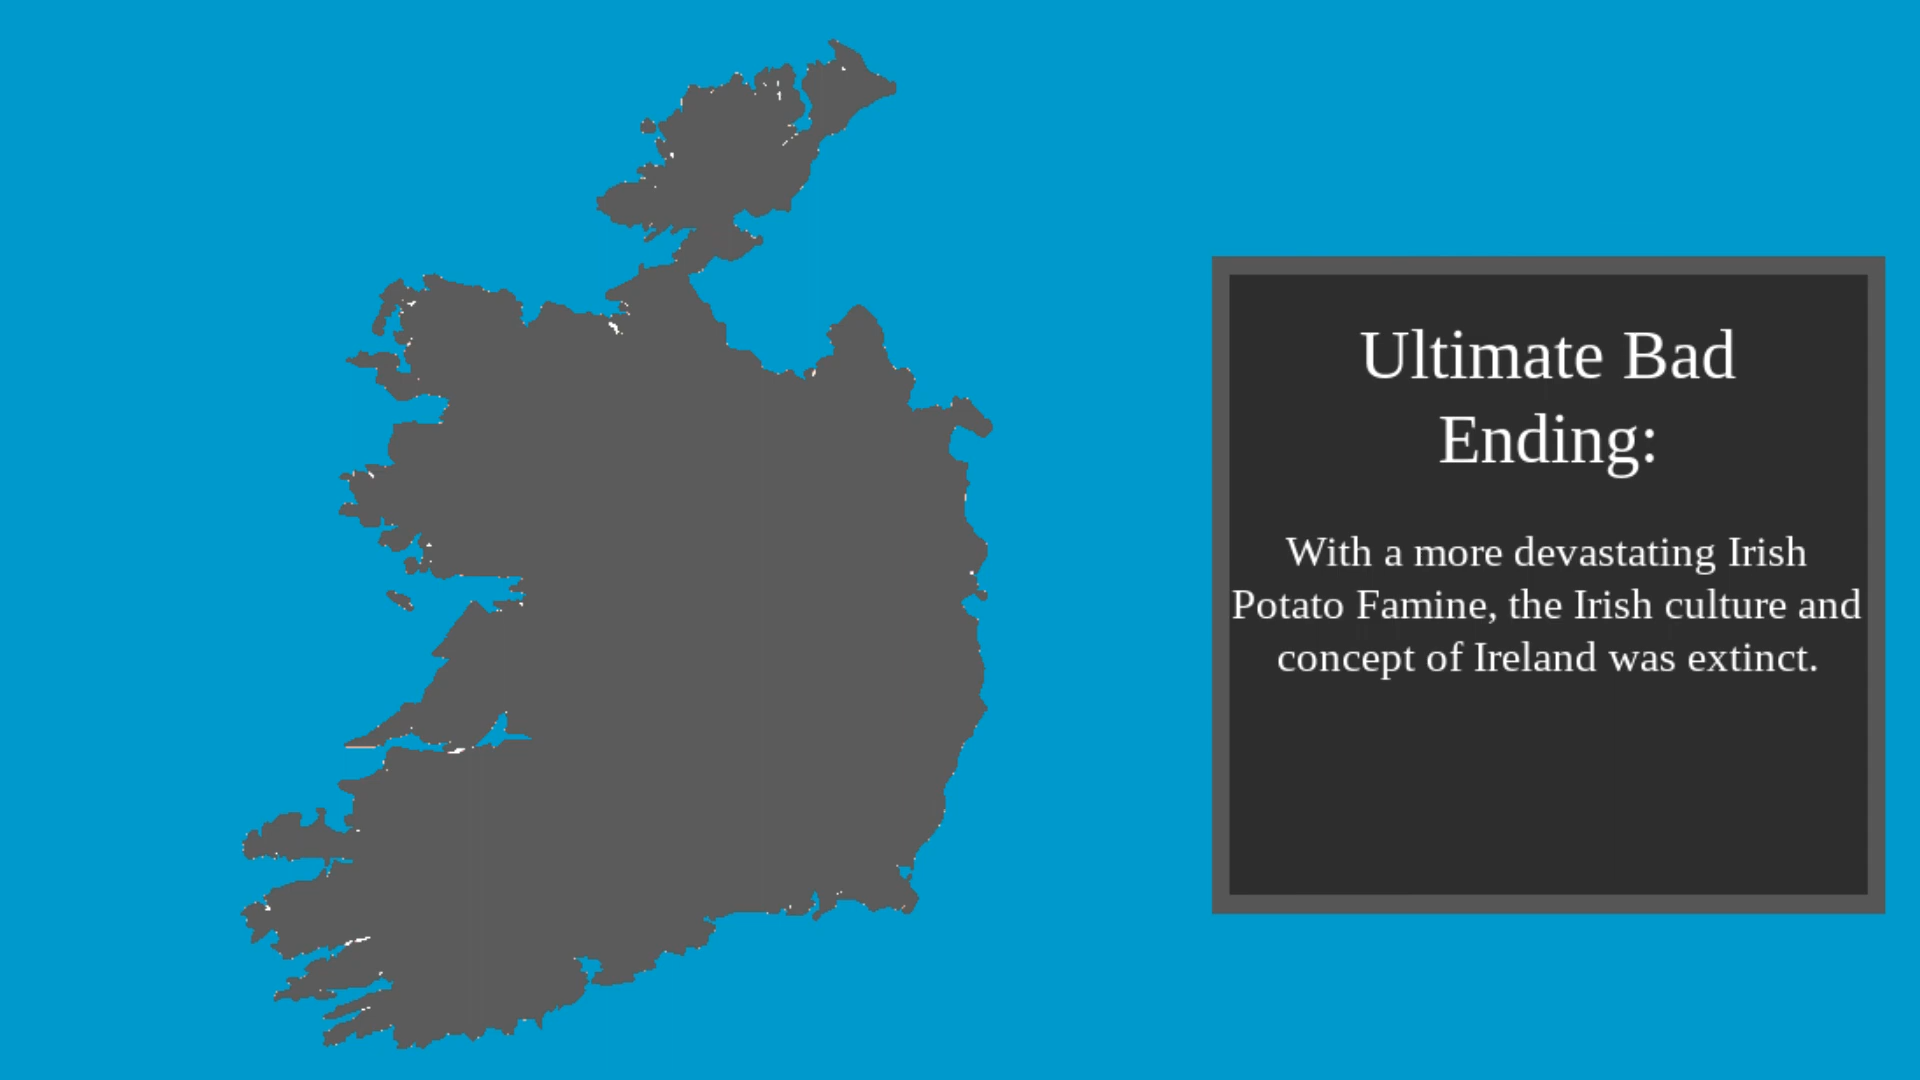 Ultimate Bad
Ending:
With a more devastating Irish
Potato Famine, the Irish culture and
concept of Ireland was extinct.